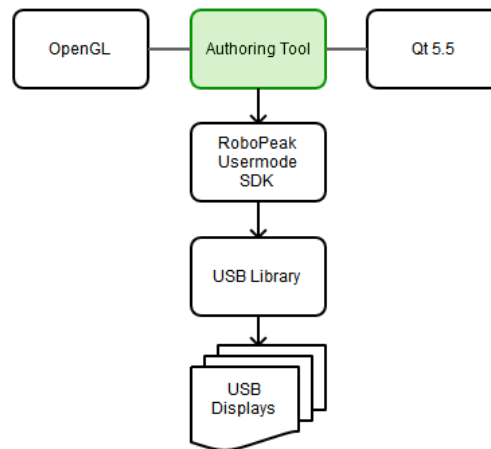 OpenGL
Authoring Tool
Qt 5.5
RoboPeak
Usermode
SDK
USB Library
USB
Displays